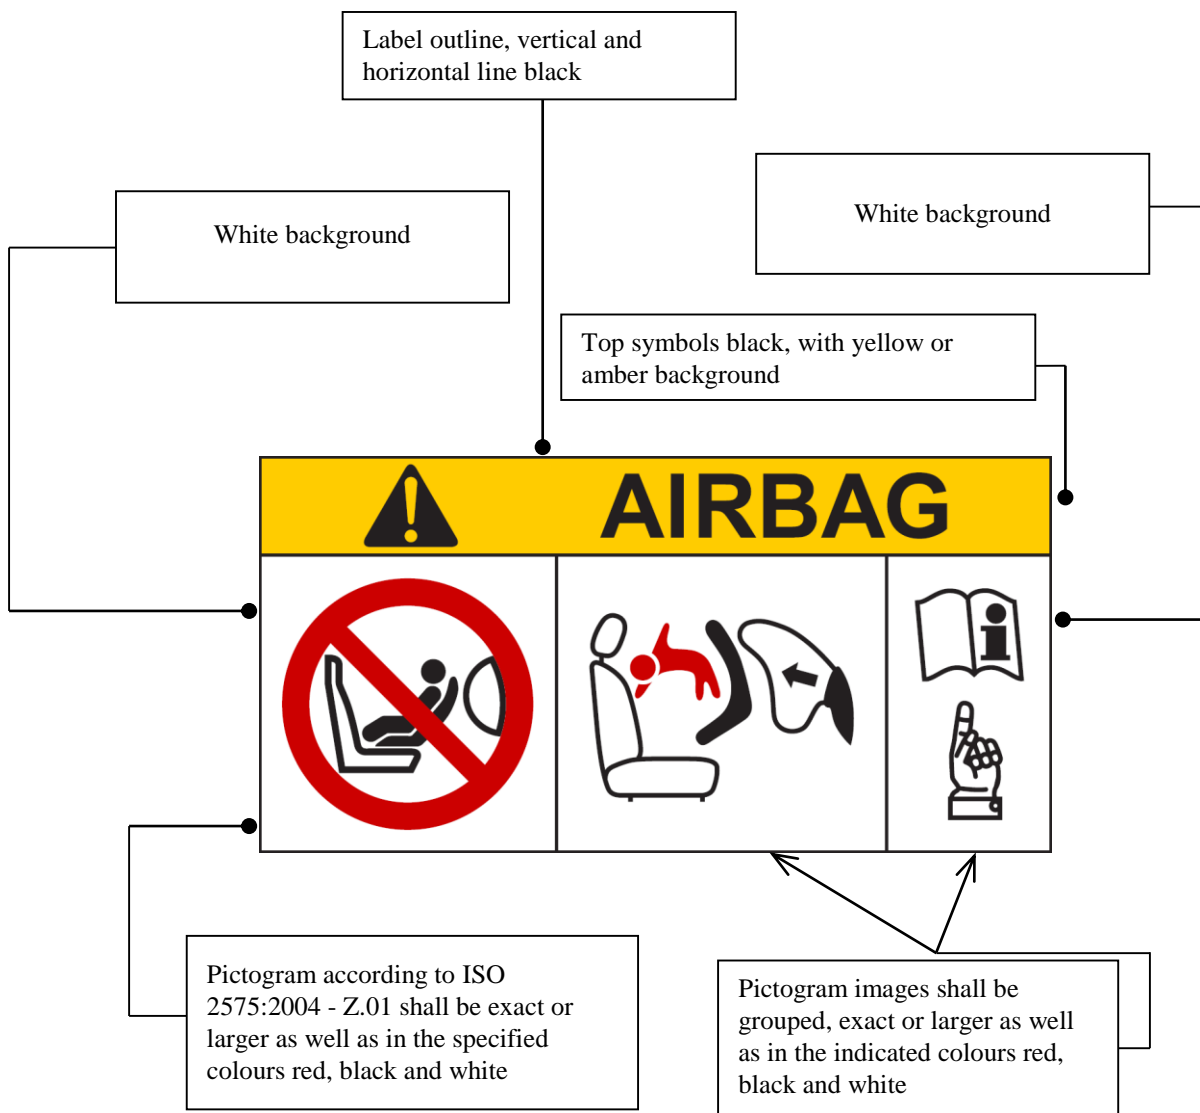 Label outline, vertical and
horizontal line black
White background
White background
Top symbols black, with yellow or
amber background
AIRBAG
Pictogram according to ISO
2575:2004 - Z.01 shall be exact or
larger as well as in the specified
colours red, black and white
Pictogram images shall be
grouped, exact or larger as well
as in the indicated colours red,
black and white